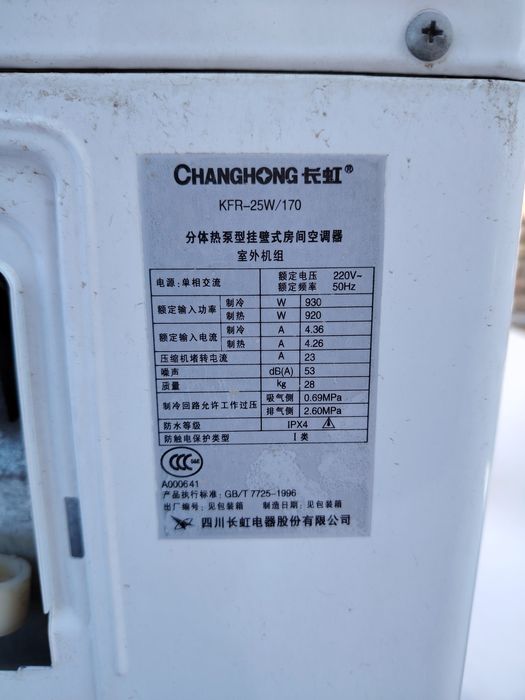 CHANGHONG 长虹®
KFR-25W/170
分体热泵型挂壁式房间空调器
室外机组
电源:单相交流 额定电压 220V~
额定频率 50Hz
额定输入功率 制冷 W 930
制热 W 920
额定输入电流 制冷 A 4.36
制热 A 4.26
压缩机堵转电流 A 23
噪声 dB(A) 53
质量 kg 28
制冷回路允许工作过压 吸气侧 0.69MPa
排气侧 2.60MPa
防水等级 IPX4
防触电保护类型 I 类
A000641
产品执行标准: GB/T 7725-1996
出厂编号: 见包装箱 制造日期: 见包装箱
四川长虹电器股份有限公司